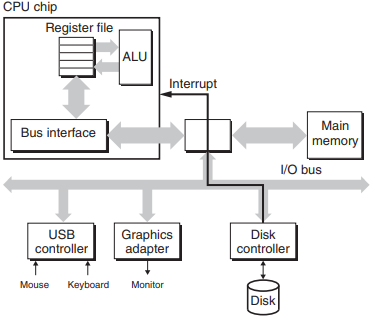 CPU chip
Register file
ALU
Interrupt
Bus interface
Main
memory
I/O bus
USB
controller
Graphics
adapter
Disk
controller
Mouse
Keyboard
Monitor
Disk